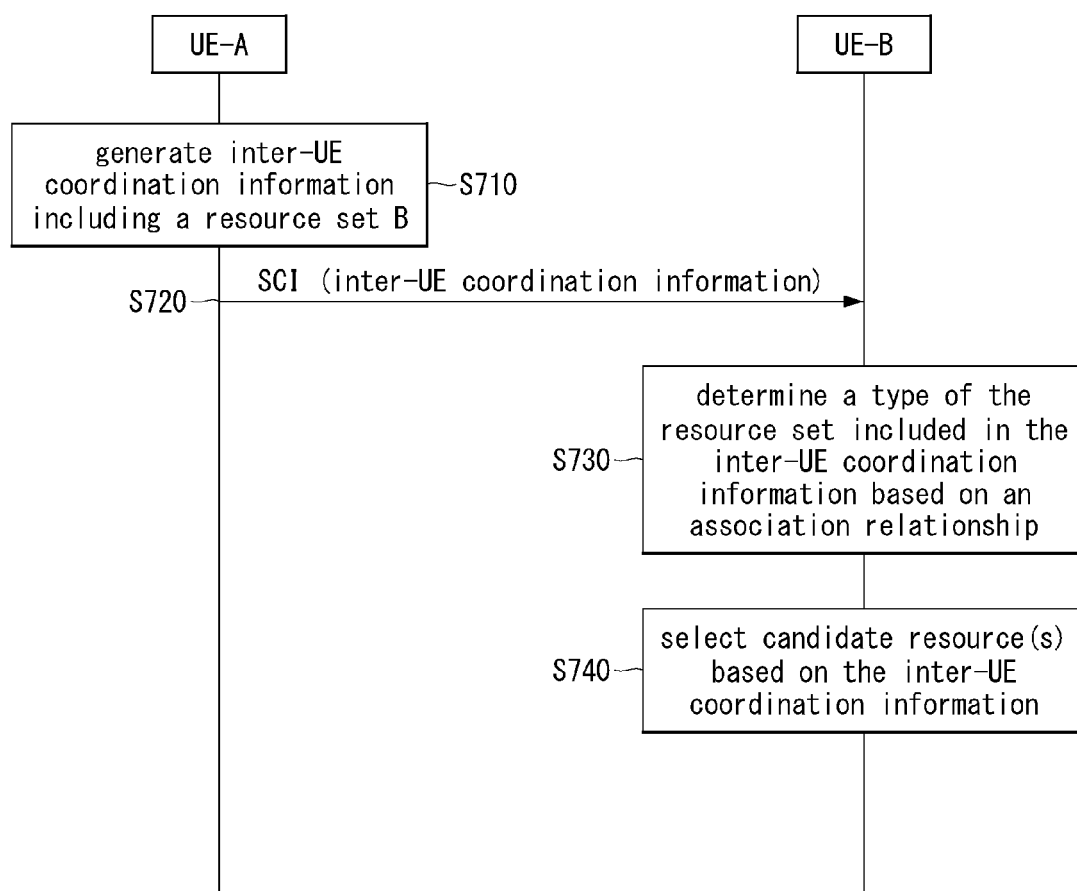 UE-A
UE-B
generate inter-UE
coordination information
including a resource set B
S710
SCI (inter-UE coordination information)
S720
determine a type of the
resource set included in the
inter-UE coordination
information based on an
association relationship
S730
select candidate resource(s)
based on the inter-UE
coordination information
S740